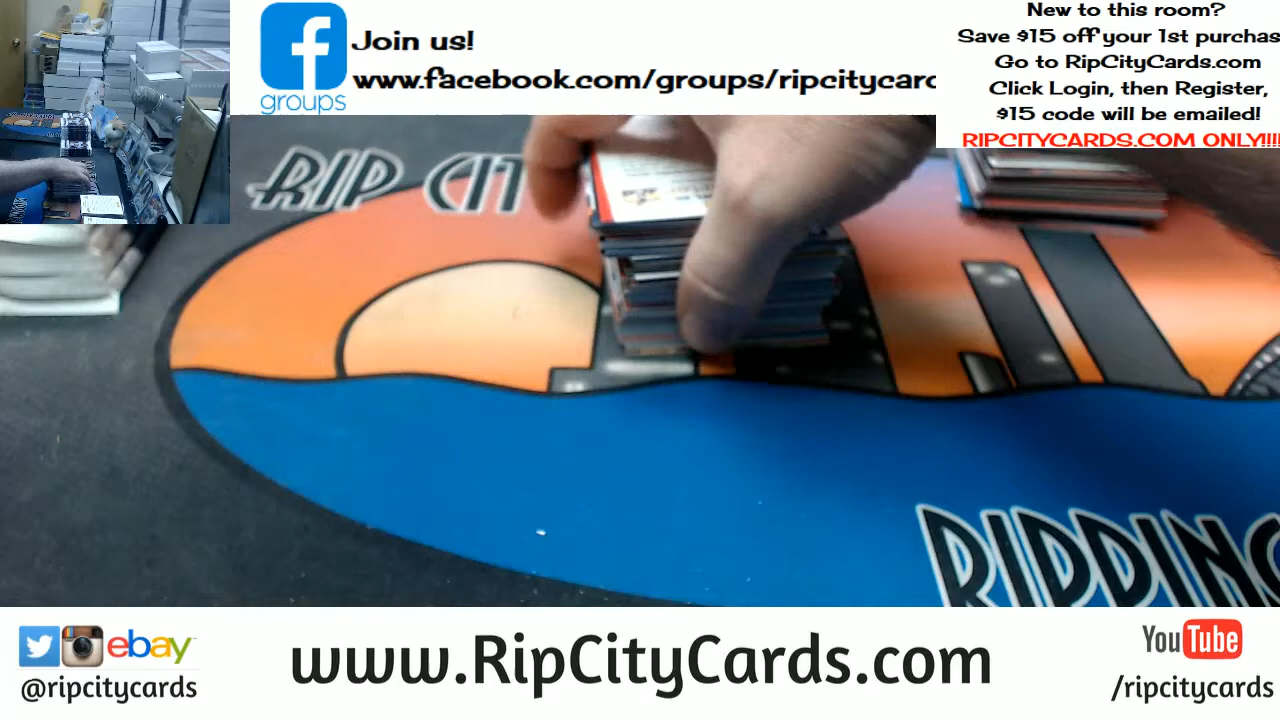 groups
Join us!
www.facebook.com/groups/ripcitycarc
New to this room?
Save $15 off your 1st purchas
Go to RipCityCards.com
Click Login, then Register,
$15 code will be emailed!
RIPCITYCARDS.COM ONLY!!!!
RIP CIT
RIPPING
ebay
@ripcitycards
www.RipCityCards.com
YouTube
/ripcitycards